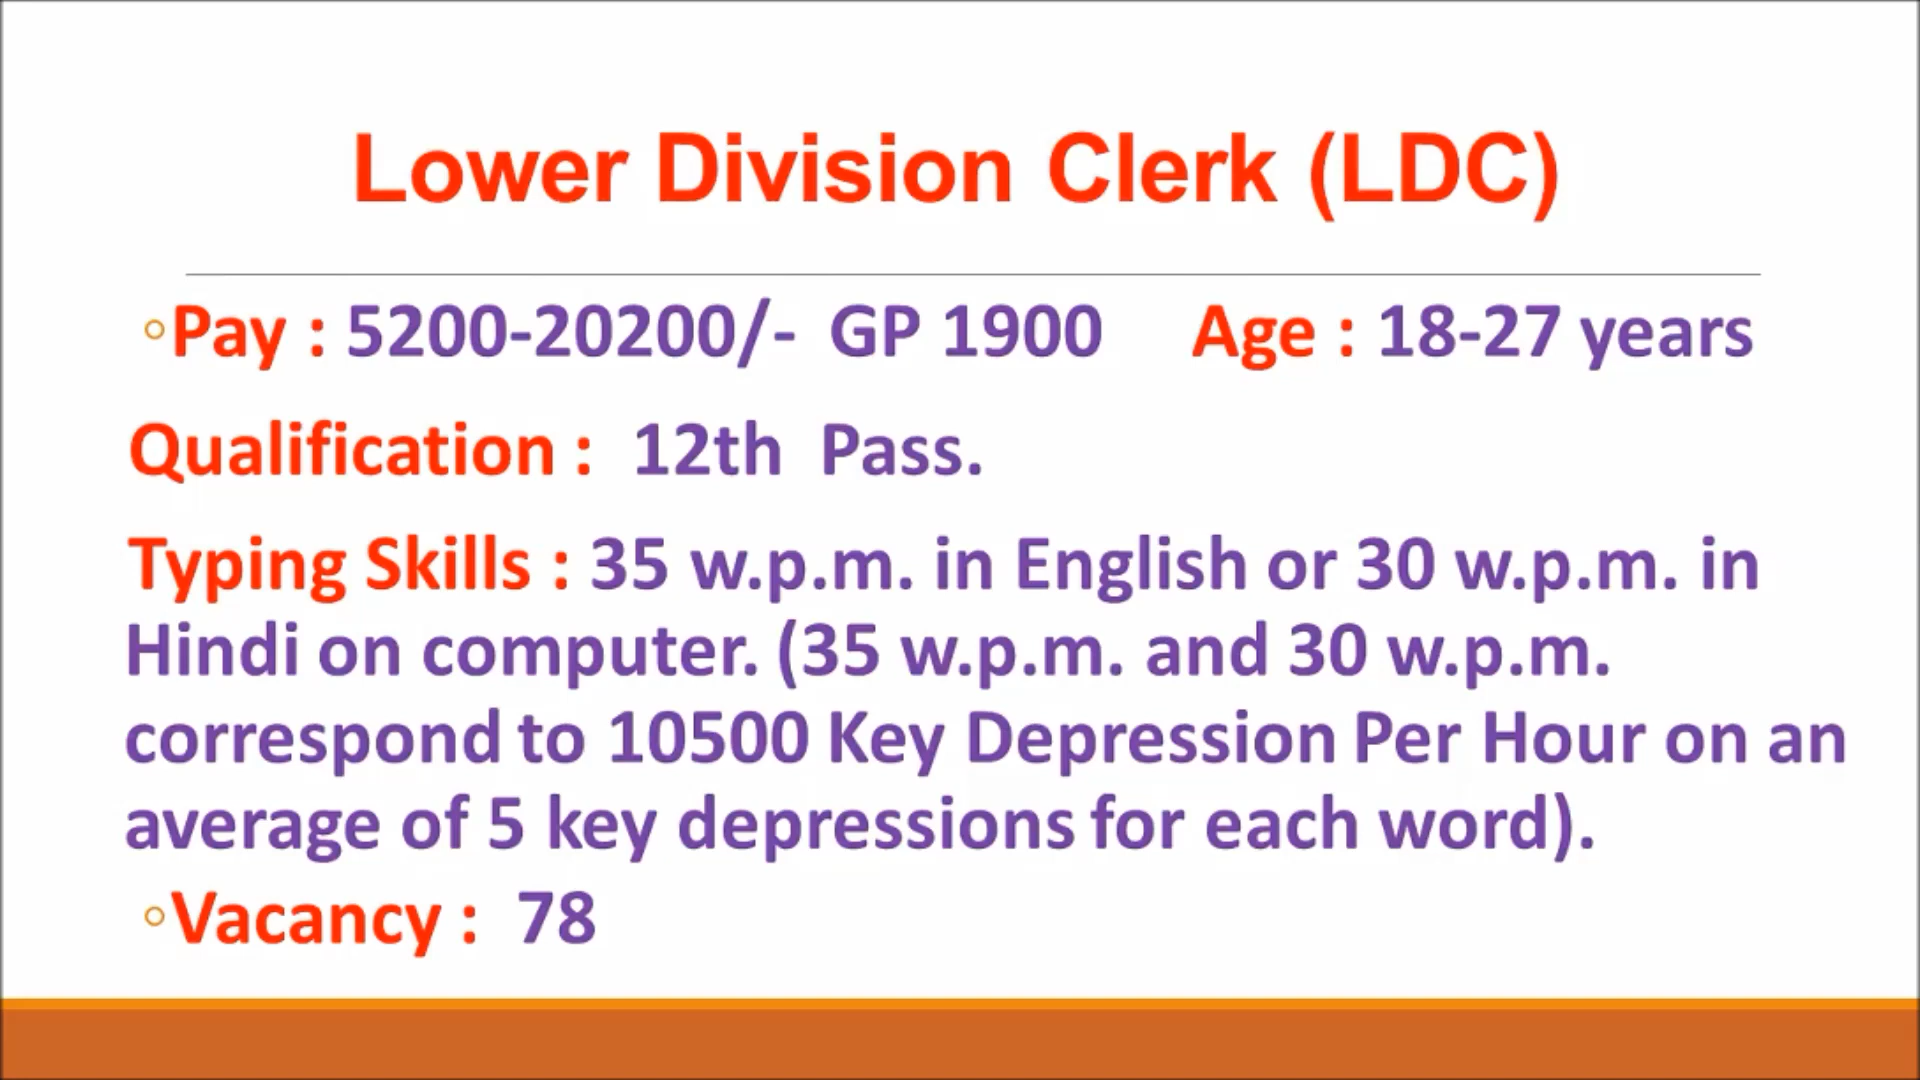 Lower Division Clerk (LDC)
◦Pay : 5200-20200/- GP 1900 Age : 18-27 years
Qualification : 12th Pass.
Typing Skills : 35 w.p.m. in English or 30 w.p.m. in
Hindi on computer. (35 w.p.m. and 30 w.p.m.
correspond to 10500 Key Depression Per Hour on an
average of 5 key depressions for each word).
◦Vacancy : 78